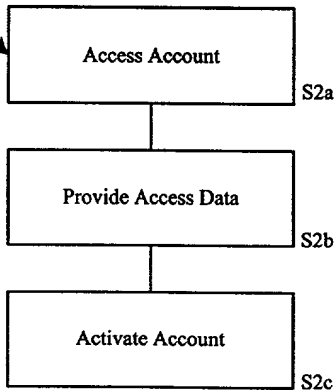 Access Account
S2a
Provide Access Data
S2b
Activate Account
S2c